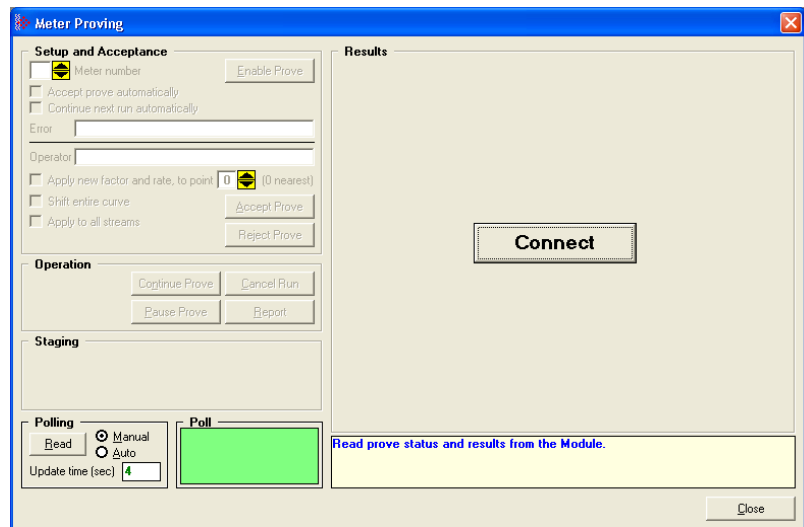 Meter Proving
Setup and Acceptance
Meter number
Enable Prove
Accept prove automatically
Continue next run automatically
Error
Operator
Apply new factor and rate, to point 0 (0 nearest)
Shift entire curve
Accept Prove
Apply to all streams
Reject Prove
Operation
Continue Prove
Cancel Run
Pause Prove
Report
Staging
Polling
Read
Manual
Auto
Update time (sec) 4
Poll
Results
Connect
Read prove status and results from the Module.
Close